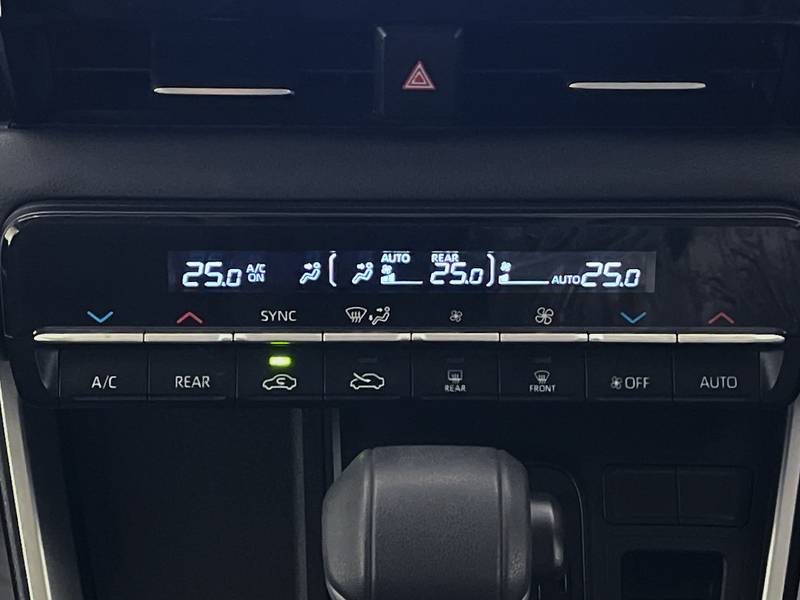 25.0 A/C ON AUTO REAR 25.0 AUTO 25.0
SYNC
A/C REAR REAR FRONT OFF AUTO